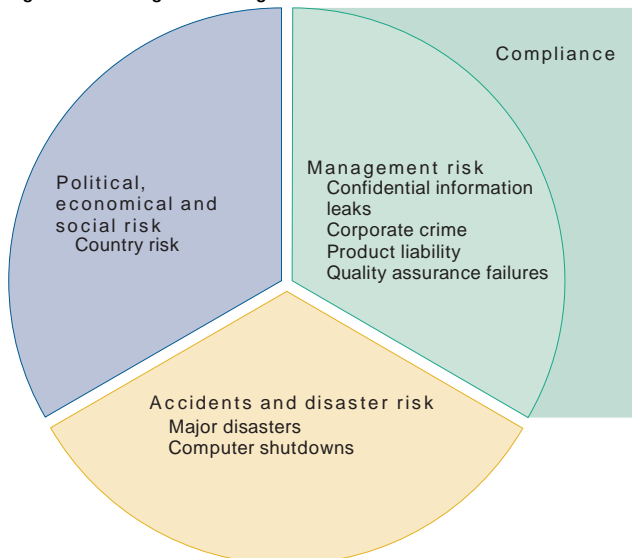 Compliance
Political,
economical and
social risk
Country risk
Management risk
Confidential information
leaks
Corporate crime
Product liability
Quality assurance failures
Accidents and disaster risk
Major disasters
Computer shutdowns